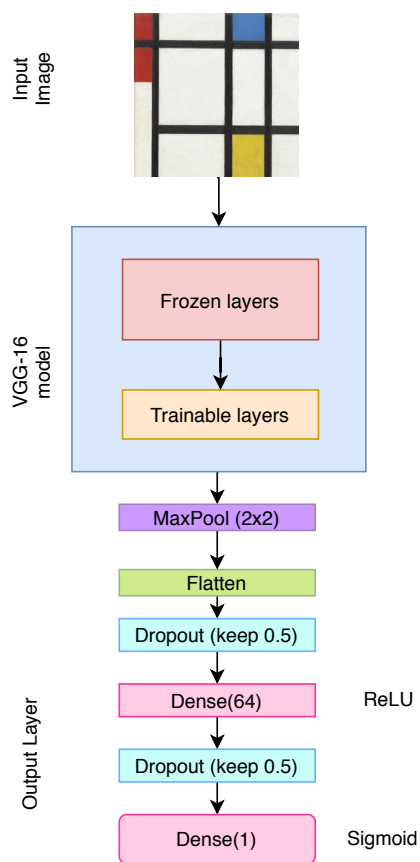 Input
Image
VGG-16
model
Frozen layers
Trainable layers
MaxPool (2x2)
Flatten
Dropout (keep 0.5)
Output Layer
Dense(64)
ReLU
Dropout (keep 0.5)
Dense(1)
Sigmoid